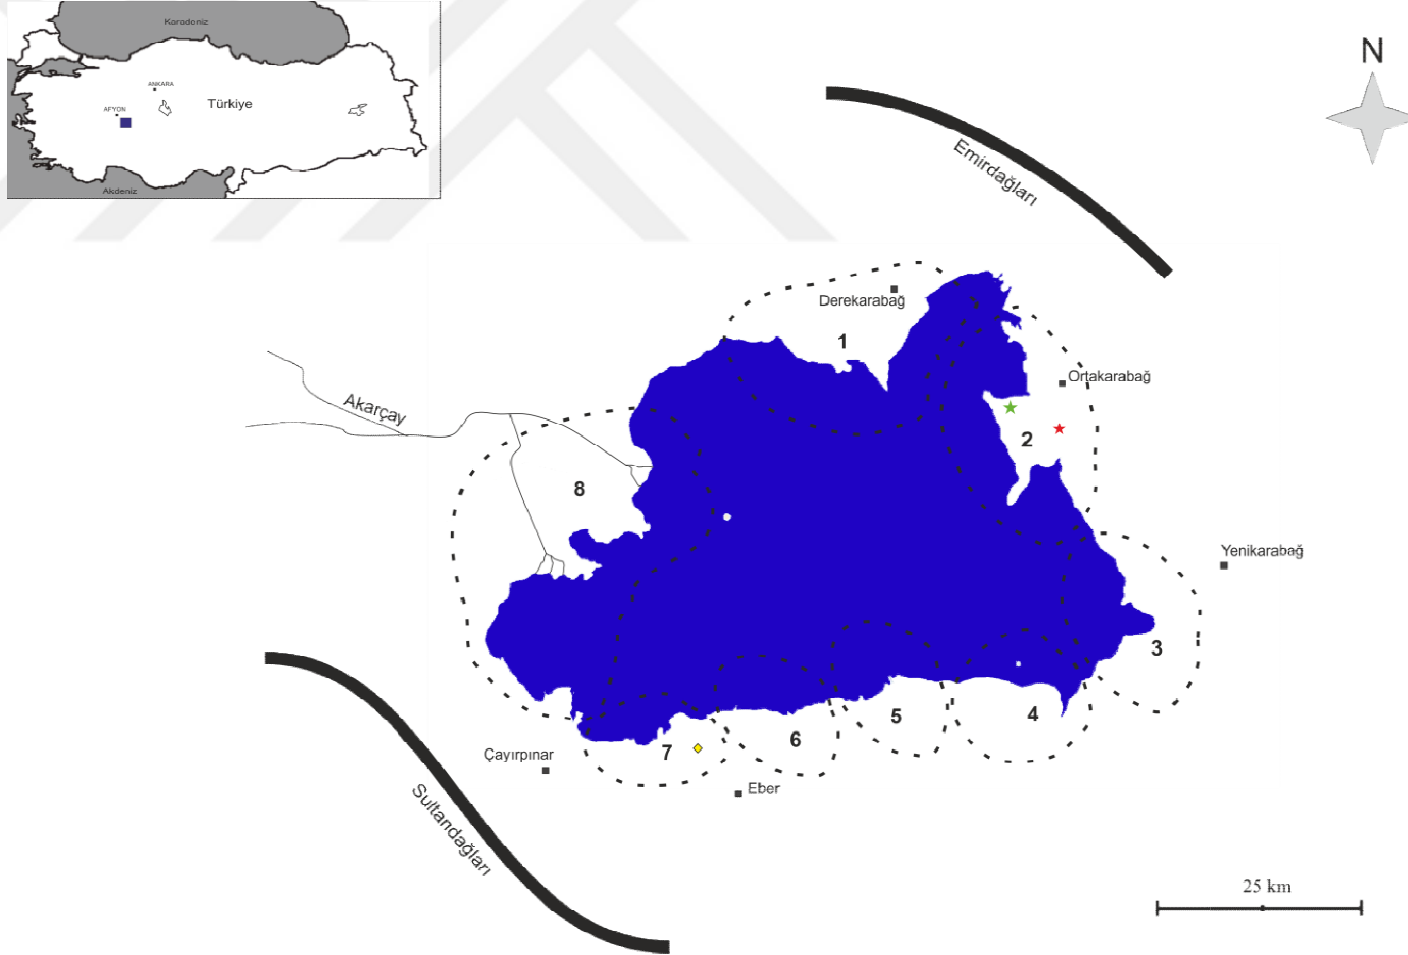 Karadeniz
ANKARA
AFYON
Türkiye
Akdeniz
N
Emirdağları
Derekarabağ
1
Ortakarabağ
Akarçay
2
8
Yenikarabağ
3
5
4
6
7
Çayırpınar
Eber
Sultandağları
25 km